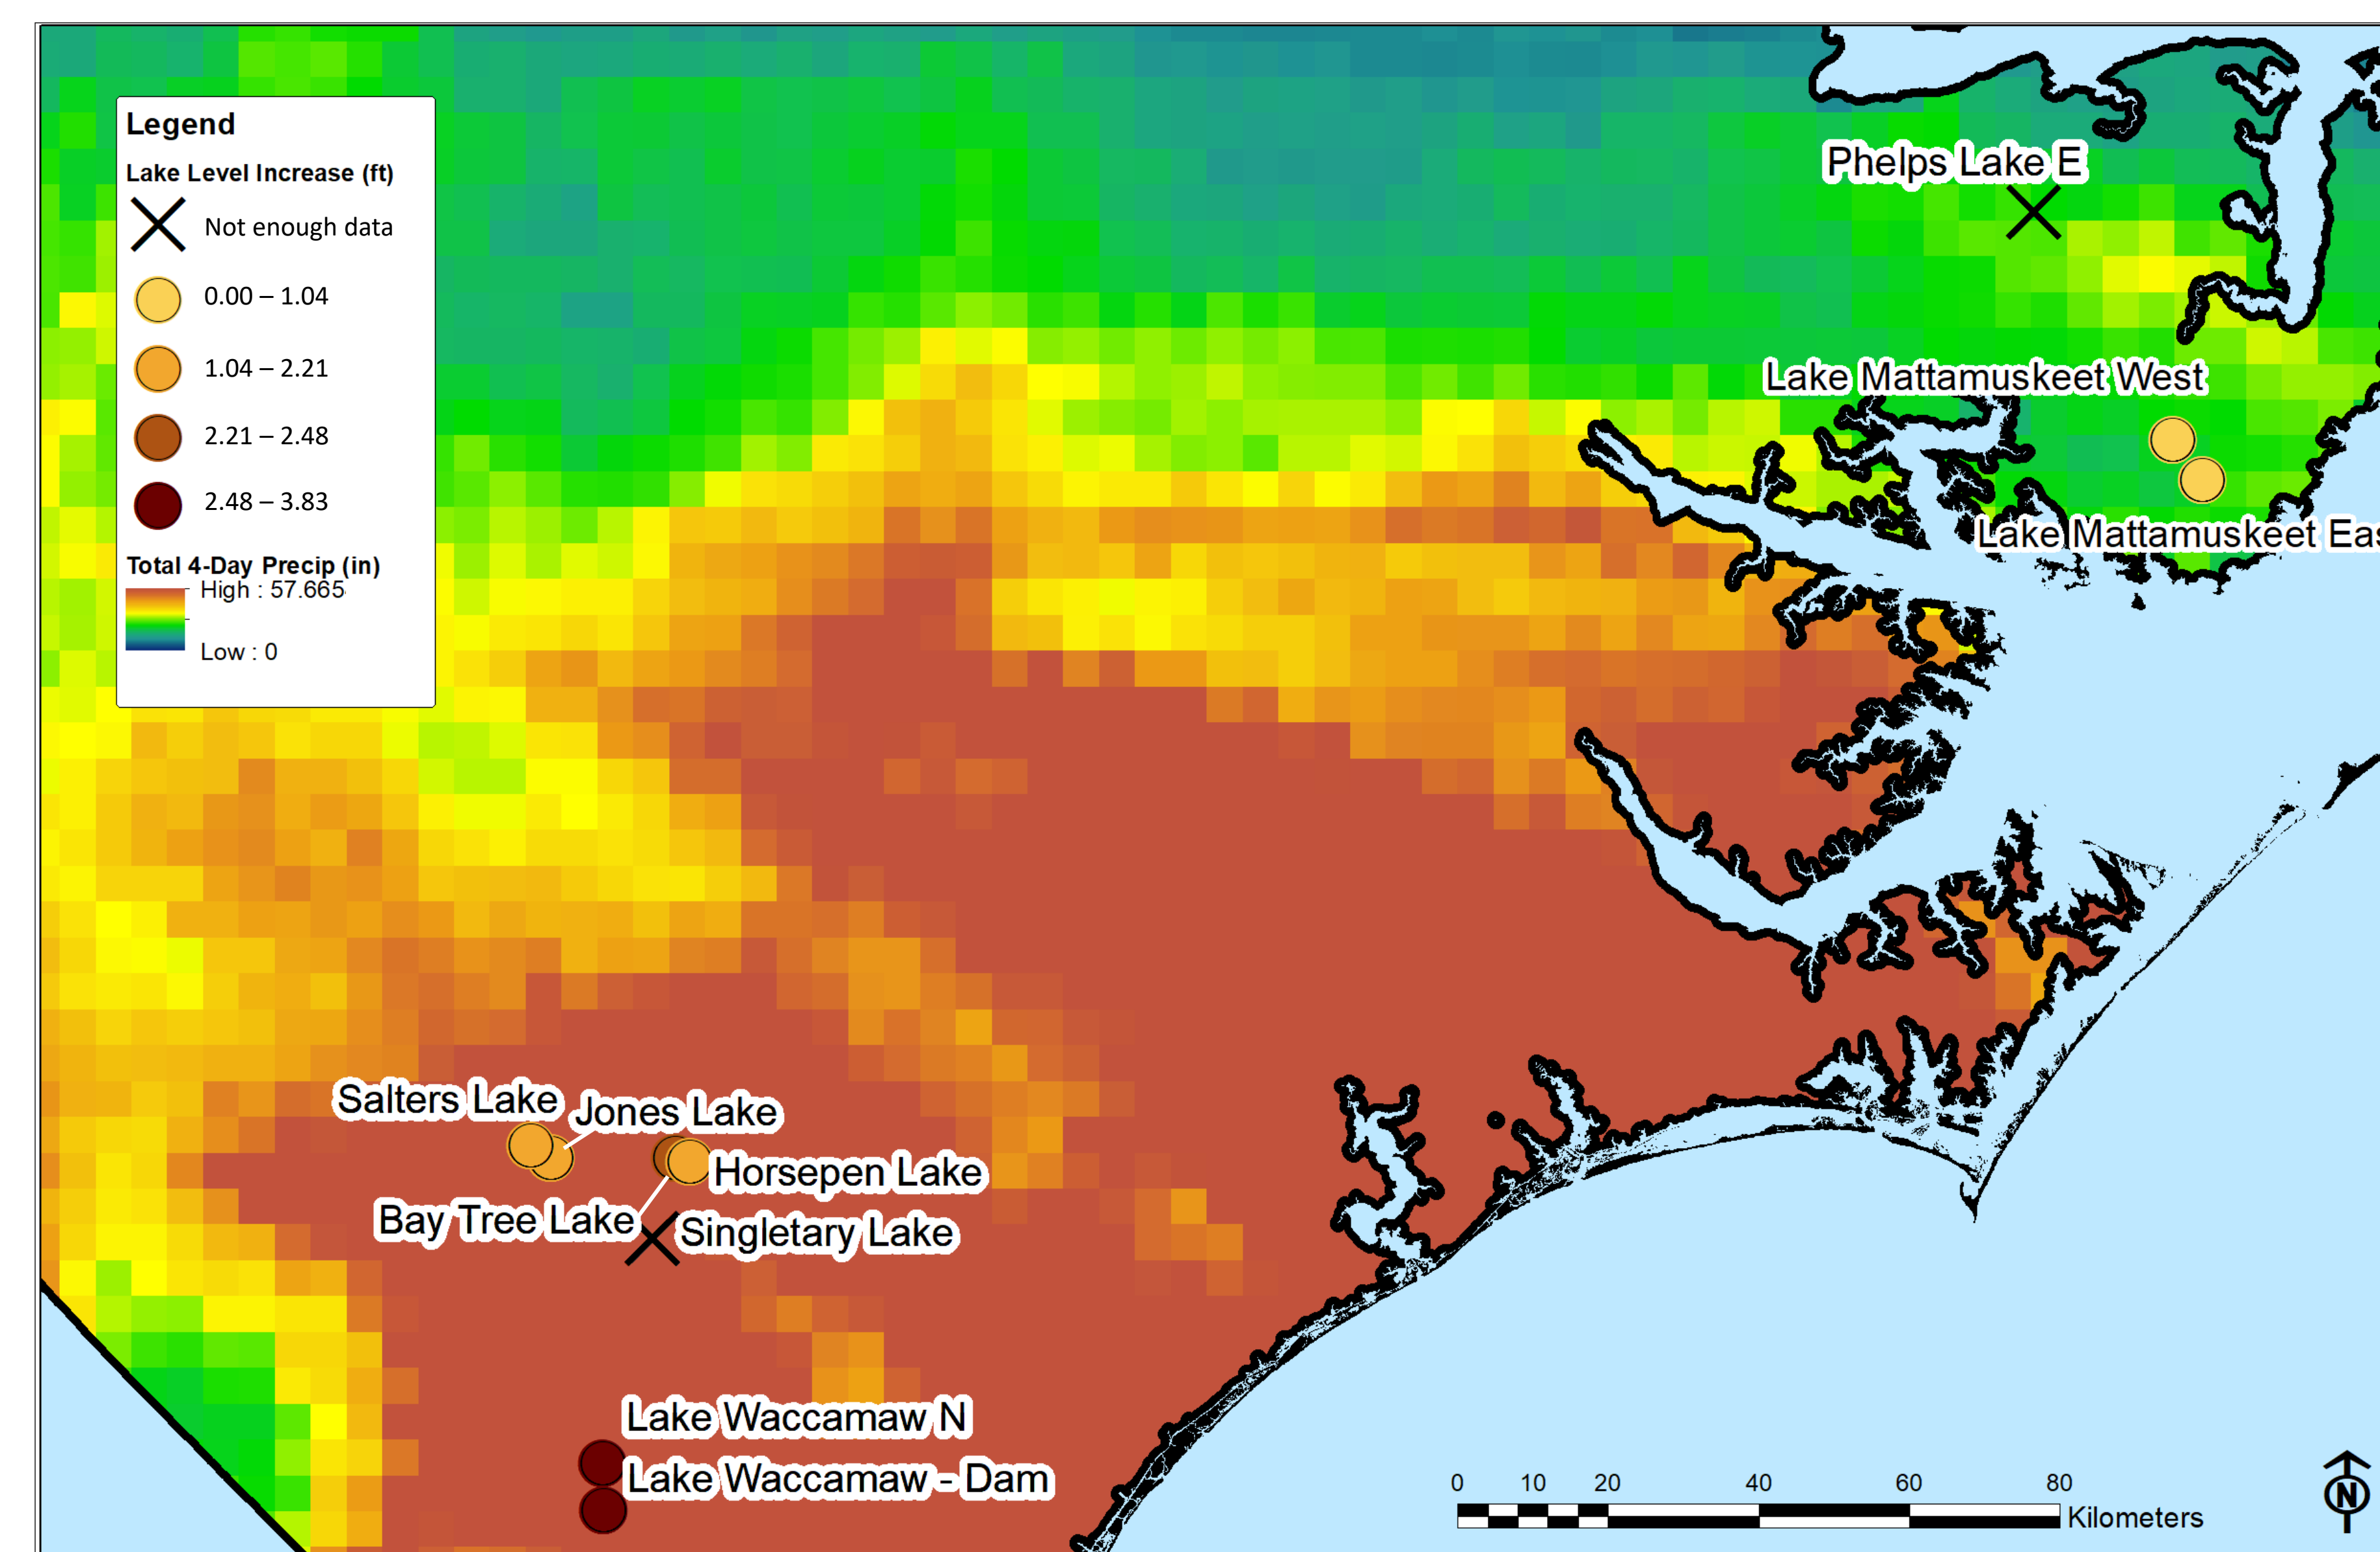 Legend
Lake Level Increase (ft)
Not enough data
0.00 – 1.04
1.04 – 2.21
2.21 – 2.48
2.48 – 3.83
Total 4-Day Precip (in)
High : 57.665
Low : 0
Phelps Lake E
Lake Mattamuskeet West
Lake Mattamuskeet Eas
Salters Lake
Jones Lake
Horsepen Lake
Bay Tree Lake
Singletary Lake
Lake Waccamaw N
Lake Waccamaw - Dam
0 10 20 40 60 80
Kilometers
N